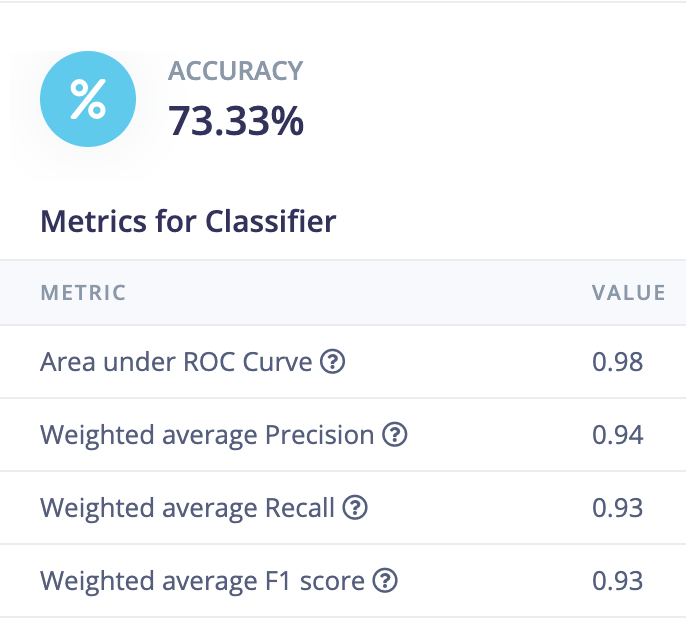 %
ACCURACY
73.33%
Metrics for Classifier
METRIC VALUE
Area under ROC Curve ? 0.98
Weighted average Precision ? 0.94
Weighted average Recall ? 0.93
Weighted average F1 score ? 0.93